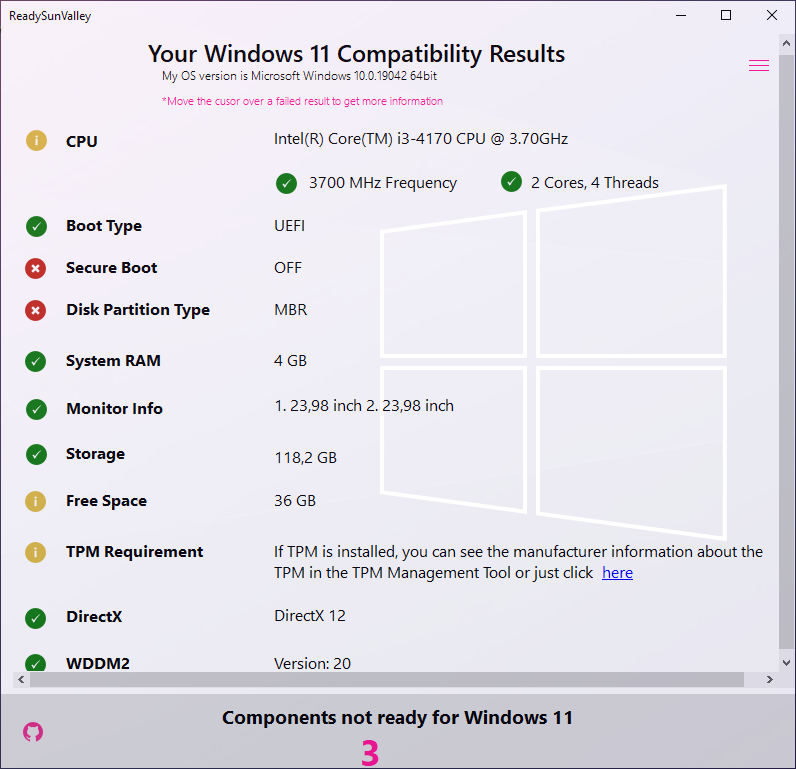 ReadySunValley
Your Windows 11 Compatibility Results
My OS version is Microsoft Windows 10.0.19042 64bit
*Move the cusor over a failed result to get more information
CPU Intel(R) Core(TM) i3-4170 CPU @ 3.70GHz
3700 MHz Frequency 2 Cores, 4 Threads
Boot Type UEFI
Secure Boot OFF
Disk Partition Type MBR
System RAM 4 GB
Monitor Info 1. 23,98 inch 2. 23,98 inch
Storage 118,2 GB
Free Space 36 GB
TPM Requirement If TPM is installed, you can see the manufacturer information about the
TPM in the TPM Management Tool or just click here
DirectX DirectX 12
WDDM2 Version: 20
Components not ready for Windows 11
3